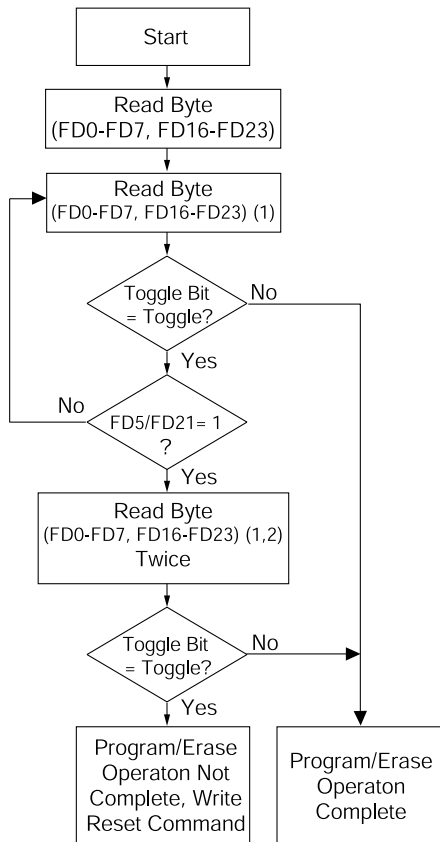 Start
Read Byte
(FD0-FD7, FD16-FD23)
Read Byte
(FD0-FD7, FD16-FD23) (1)
Toggle Bit
= Toggle?
No
Yes
No
FD5/FD21= 1
?
Yes
Read Byte
(FD0-FD7, FD16-FD23) (1,2)
Twice
Toggle Bit
= Toggle?
No
Yes
Program/Erase
Operaton Not
Complete, Write
Reset Command
Program/Erase
Operaton
Complete